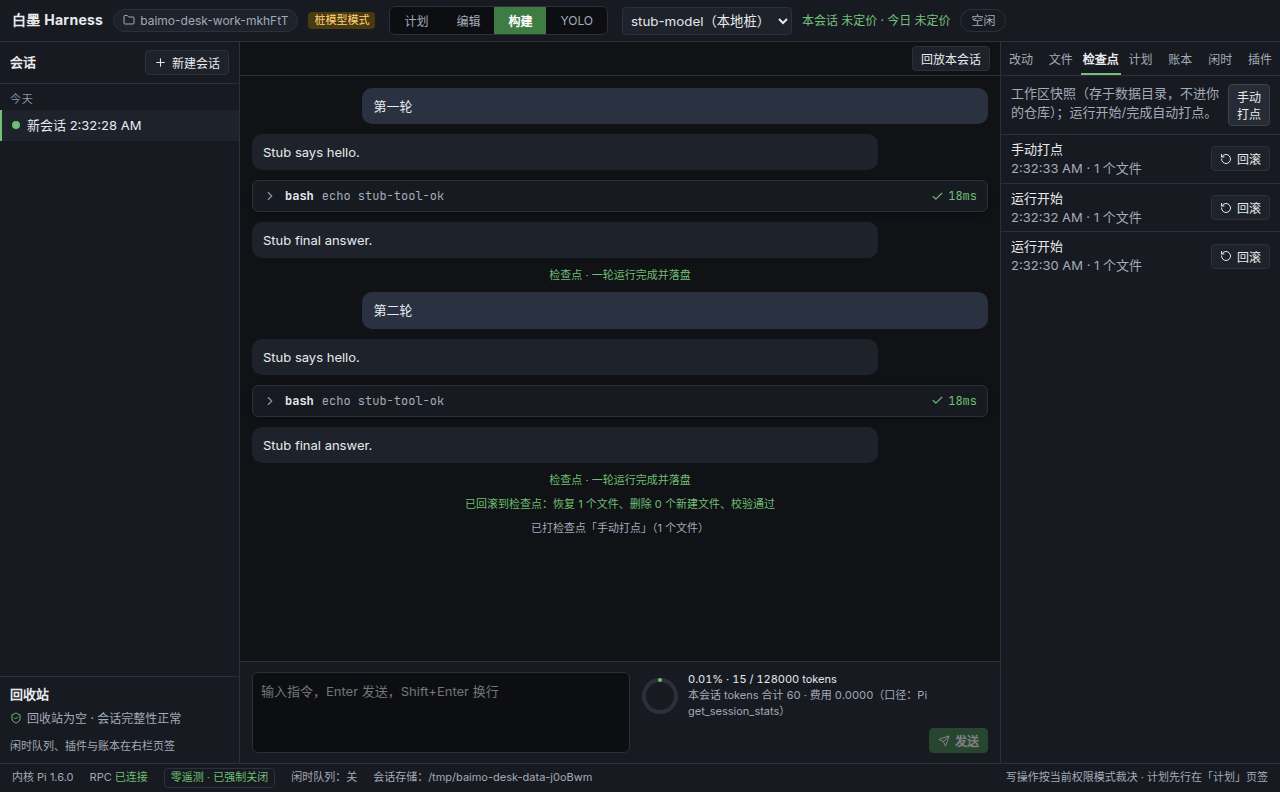 白墨 Harness
baimo-desk-work-mkhFtT
桩模型模式
计划
编辑
构建
YOLO
stub-model（本地桩）
本会话 未定价 · 今日 未定价
空闲
会话
新建会话
今天
新会话 2:32:28 AM
回收站
回收站为空 · 会话完整性正常
闲时队列、插件与账本在右栏页签
回放本会话
第一轮
Stub says hello.
bash echo stub-tool-ok
18ms
Stub final answer.
检查点 · 一轮运行完成并落盘
第二轮
Stub says hello.
bash echo stub-tool-ok
18ms
Stub final answer.
检查点 · 一轮运行完成并落盘
已回滚到检查点：恢复 1 个文件、删除 0 个新建文件、校验通过
已打检查点「手动打点」（1 个文件）
输入指令，Enter 发送，Shift+Enter 换行
0.01% · 15 / 128000 tokens
本会话 tokens 合计 60 · 费用 0.0000（口径：Pi
get_session_stats）
发送
改动
文件
检查点
计划
账本
闲时
插件
工作区快照（存于数据目录，不进你
的仓库）；运行开始/完成自动打点。
手动
打点
手动打点
2:32:33 AM · 1 个文件
回滚
运行开始
2:32:32 AM · 1 个文件
回滚
运行开始
2:32:30 AM · 1 个文件
回滚
内核 Pi 1.6.0
RPC 已连接
零遥测 · 已强制关闭
闲时队列：关
会话存储：/tmp/baimo-desk-data-j0oBwm
写操作按当前权限模式裁决 · 计划先行在「计划」页签